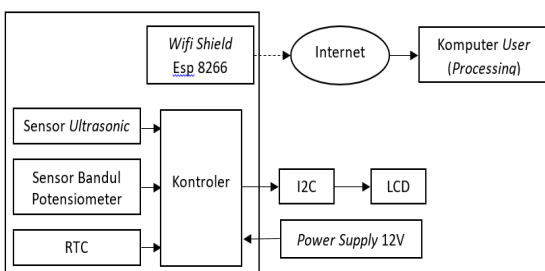 Wifi Shield
Esp 8266
Internet
Komputer User
(Processing)
Sensor Ultrasonic
Sensor Bandul
Potensiometer
RTC
Kontroler
I2C
LCD
Power Supply 12V